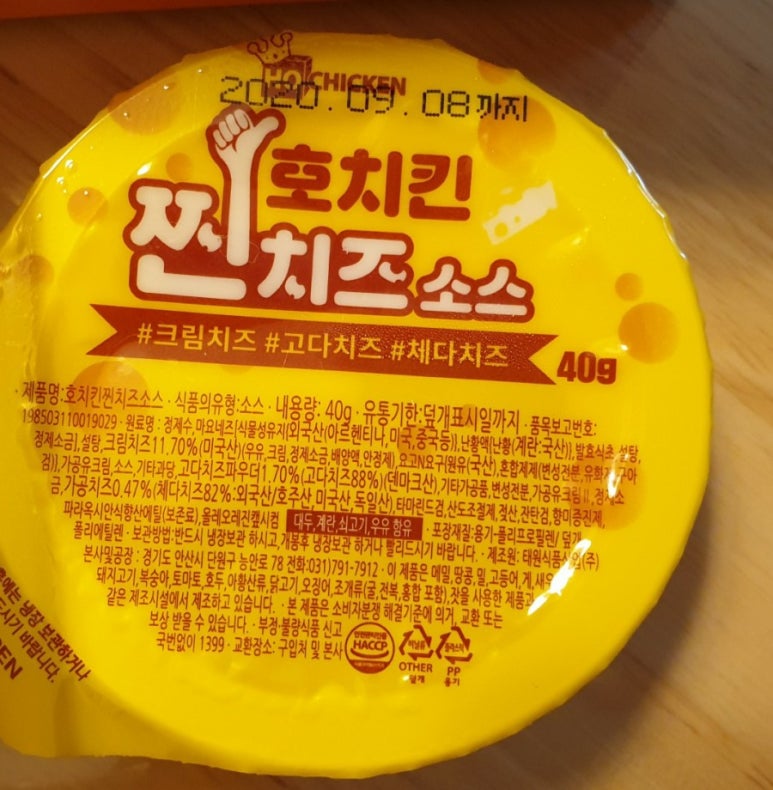 HO CHICKEN
2020.09.08까지
호치킨
찐치즈소스
#크림치즈 #고다치즈 #체다치즈
40g
·제품명:호치킨찐치즈소스 · 식품의유형:소스 · 내용량: 40g · 유통기한:덮개표시일까지 · 품목보고번호:
198503110019029 · 원료명 : 정제수, 마요네즈{식물성유지(외국산(아르헨티나, 미국,중국등)}, 난황액[난황(계란:국산)], 발효식초, 설탕,
정제소금], 설탕, 크림치즈11.70%(미국산)(우유, 크림, 정제소금, 배양액, 안정제), 요고N요구(원유(국산), 혼합제제(변성전분,
검)}, 가공유크림, 소스, 기타과당, 고다치즈파우더1.70%(고다치즈88%)(덴마크산), 기타가공품, 변성전분, 가공유크림II, 정제소
금, 가공치즈0.47%(체다치즈82%:외국산/호주산 미국산, 독일산), 타마린드검, 산도조절제, 젖산, 잔탄검, 향미증진제,
파라옥시안식향산에틸(보존료), 올레오레진캡시컴 대두, 계란, 쇠고기, 우유 함유 · 포장재질:용기-폴리프로필렌/ 덮개
폴리에틸렌 · 보관방법:반드시 냉장보관 하시고, 개봉후 냉장보관 하거나 빨리드시기 바랍니다. · 제조원: 태원식품산업(주)
본사및공장 : 경기도 안산시 단원구 능안로 78 전화:031)791-7912 · 이 제품은 메밀, 땅콩, 밀, 고등어, 게, 새우,
돼지고기, 복숭아, 토마토, 호두, 아황산류, 닭고기, 오징어, 조개류(굴, 전복, 홍합 포함), 잣을 사용한 제품과
같은 제조시설에서 제조하고 있습니다. · 본 제품은 소비자분쟁 해결기준에 의거, 교환 또는
보상 받을 수 있습니다. · 부정·불량식품 신고
국번없이 1399 · 교환장소: 구입처 및 본사
HACCP
비닐류
OTHER
덮개
플라스틱
PP
용기
냉장 보관하거나
드시기 바랍니다.
EN